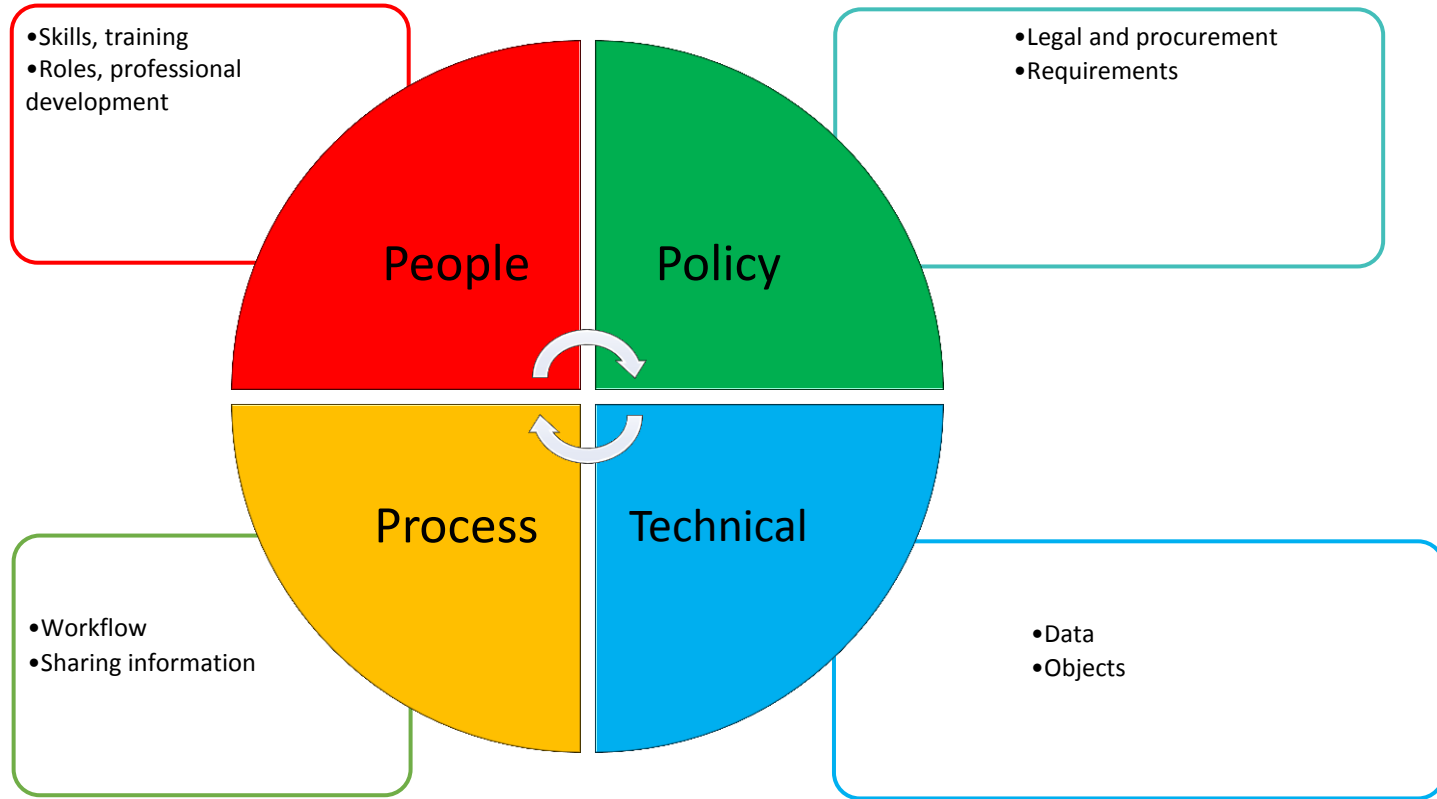 •Skills, training
•Roles, professional
development
•Legal and procurement
•Requirements
People
Policy
Process
Technical
•Workflow
•Sharing information
•Data
•Objects